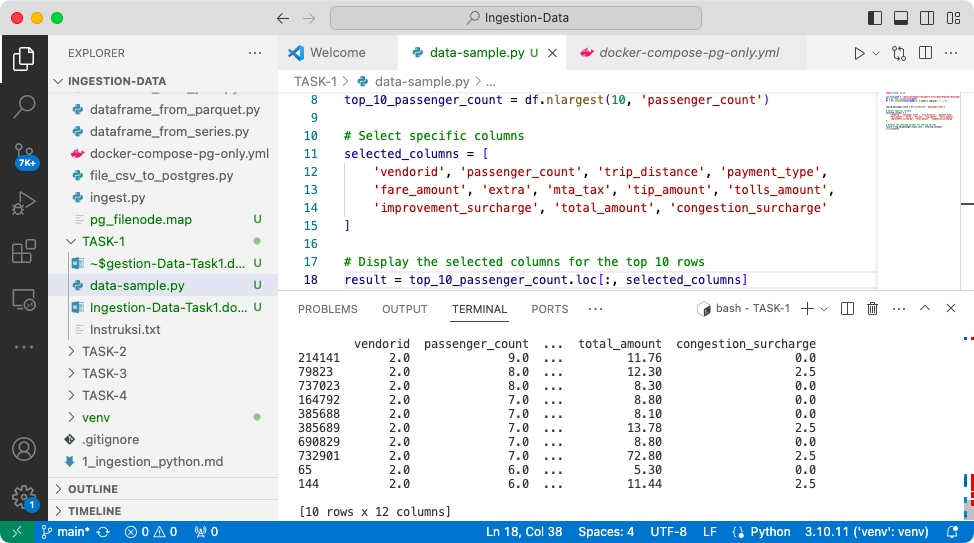 Ingestion-Data
EXPLORER
INGESTION-DATA
dataframe_from_parquet.py
dataframe_from_series.py
docker-compose-pg-only.yml
file_csv_to_postgres.py
ingest.py
pg_filenode.map U
TASK-1
~$gestion-Data-Task1.d... U
data-sample.py U
Ingestion-Data-Task1.do... U
Instruksi.txt
TASK-2
TASK-3
TASK-4
venv
.gitignore
1_ingestion_python.md
OUTLINE
TIMELINE
7K+
1
Welcome
data-sample.py U
docker-compose-pg-only.yml
TASK-1 > data-sample.py > ...
8 top_10_passenger_count = df.nlargest(10, 'passenger_count')
9
10 # Select specific columns
11 selected_columns = [
12 'vendorid', 'passenger_count', 'trip_distance', 'payment_type',
13 'fare_amount', 'extra', 'mta_tax', 'tip_amount', 'tolls_amount',
14 'improvement_surcharge', 'total_amount', 'congestion_surcharge'
15 ]
16
17 # Display the selected columns for the top 10 rows
18 result = top_10_passenger_count.loc[:, selected_columns]
PROBLEMS OUTPUT TERMINAL PORTS
bash - TASK-1
vendorid passenger_count ... total_amount congestion_surcharge
214141 2.0 9.0 ... 11.76 0.0
79823 2.0 8.0 ... 12.30 2.5
737023 2.0 8.0 ... 8.30 0.0
164792 2.0 7.0 ... 8.80 0.0
385688 2.0 7.0 ... 8.10 0.0
385689 2.0 7.0 ... 13.78 2.5
690829 2.0 7.0 ... 8.80 0.0
732901 2.0 7.0 ... 72.80 2.5
65 2.0 6.0 ... 5.30 0.0
144 2.0 6.0 ... 11.44 2.5
[10 rows x 12 columns]
main* 0 0 0 Ln 18, Col 38 Spaces: 4 UTF-8 LF Python 3.10.11 ('venv': venv)